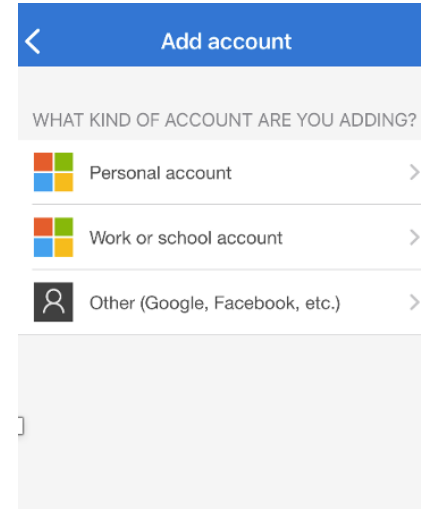 Add account
WHAT KIND OF ACCOUNT ARE YOU ADDING?
Personal account
Work or school account
Other (Google, Facebook, etc.)